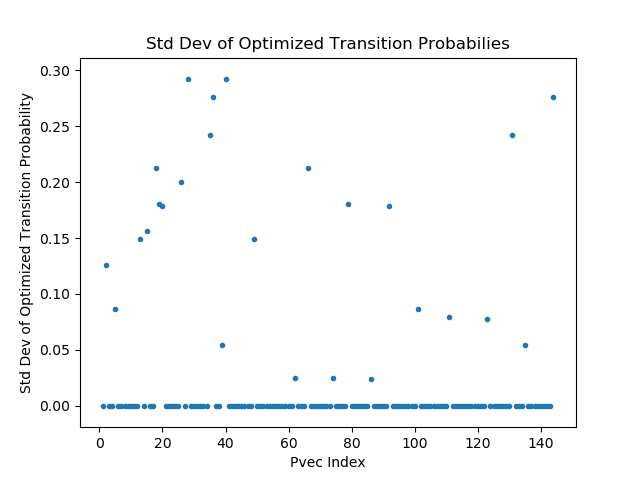 Std Dev of Optimized Transition Probabilies
Std Dev of Optimized Transition Probability
0.30
0.25
0.20
0.15
0.10
0.05
0.00
0 20 40 60 80 100 120 140
Pvec Index